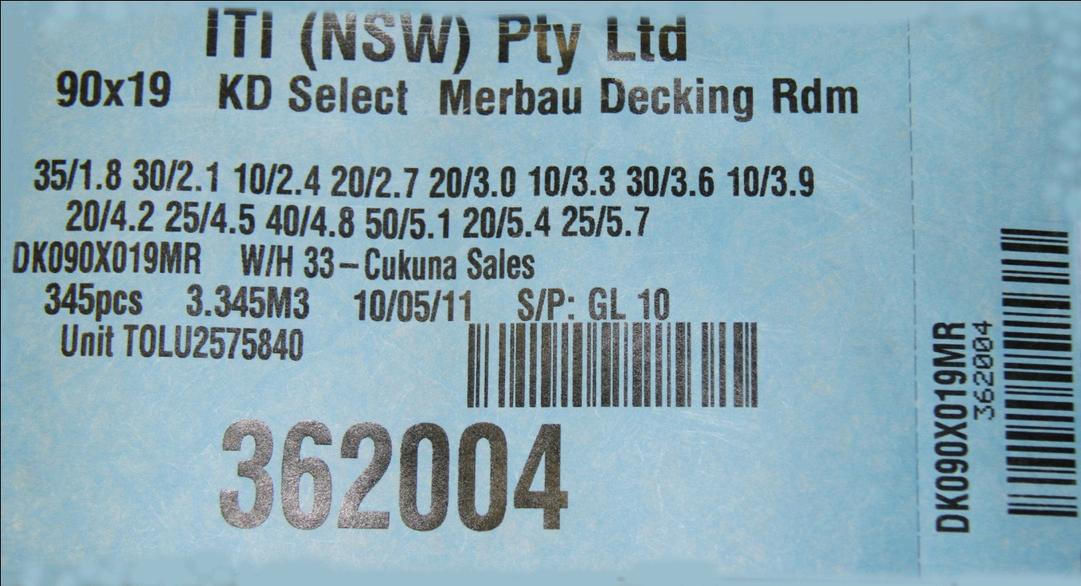 ITI (NSW) Pty Ltd
90x19 KD Select Merbau Decking Rdm
35/1.8 30/2.1 10/2.4 20/2.7 20/3.0 10/3.3 30/3.6 10/3.9
20/4.2 25/4.5 40/4.8 50/5.1 20/5.4 25/5.7
DK090X019MR W/H 33-Cukuna Sales
345pcs 3.345M3 10/05/11 S/P: GL 10
Unit TOLU2575840
362004
DK090X019MR
362004